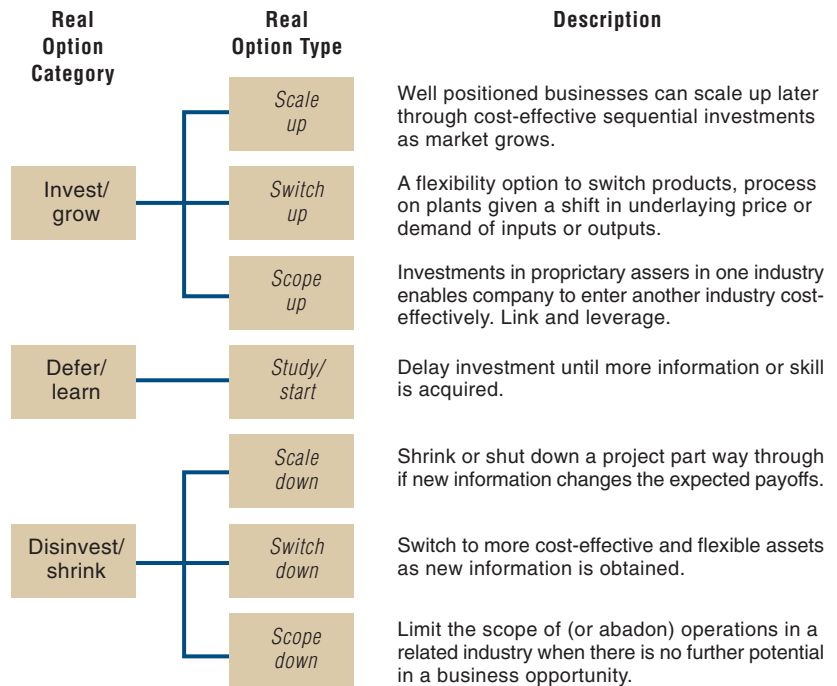 Real
Option
Category
Real
Option Type
Description
Invest/
grow
Scale
up
Well positioned businesses can scale up later
through cost-effective sequential investments
as market grows.
Switch
up
A flexibility option to switch products, process
on plants given a shift in underlaying price or
demand of inputs or outputs.
Scope
up
Investments in proprictary assers in one industry
enables company to enter another industry cost-
effectively. Link and leverage.
Defer/
learn
Study/
start
Delay investment until more information or skill
is acquired.
Disinvest/
shrink
Scale
down
Shrink or shut down a project part way through
if new information changes the expected payoffs.
Switch
down
Switch to more cost-effective and flexible assets
as new information is obtained.
Scope
down
Limit the scope of (or abadon) operations in a
related industry when there is no further potential
in a business opportunity.